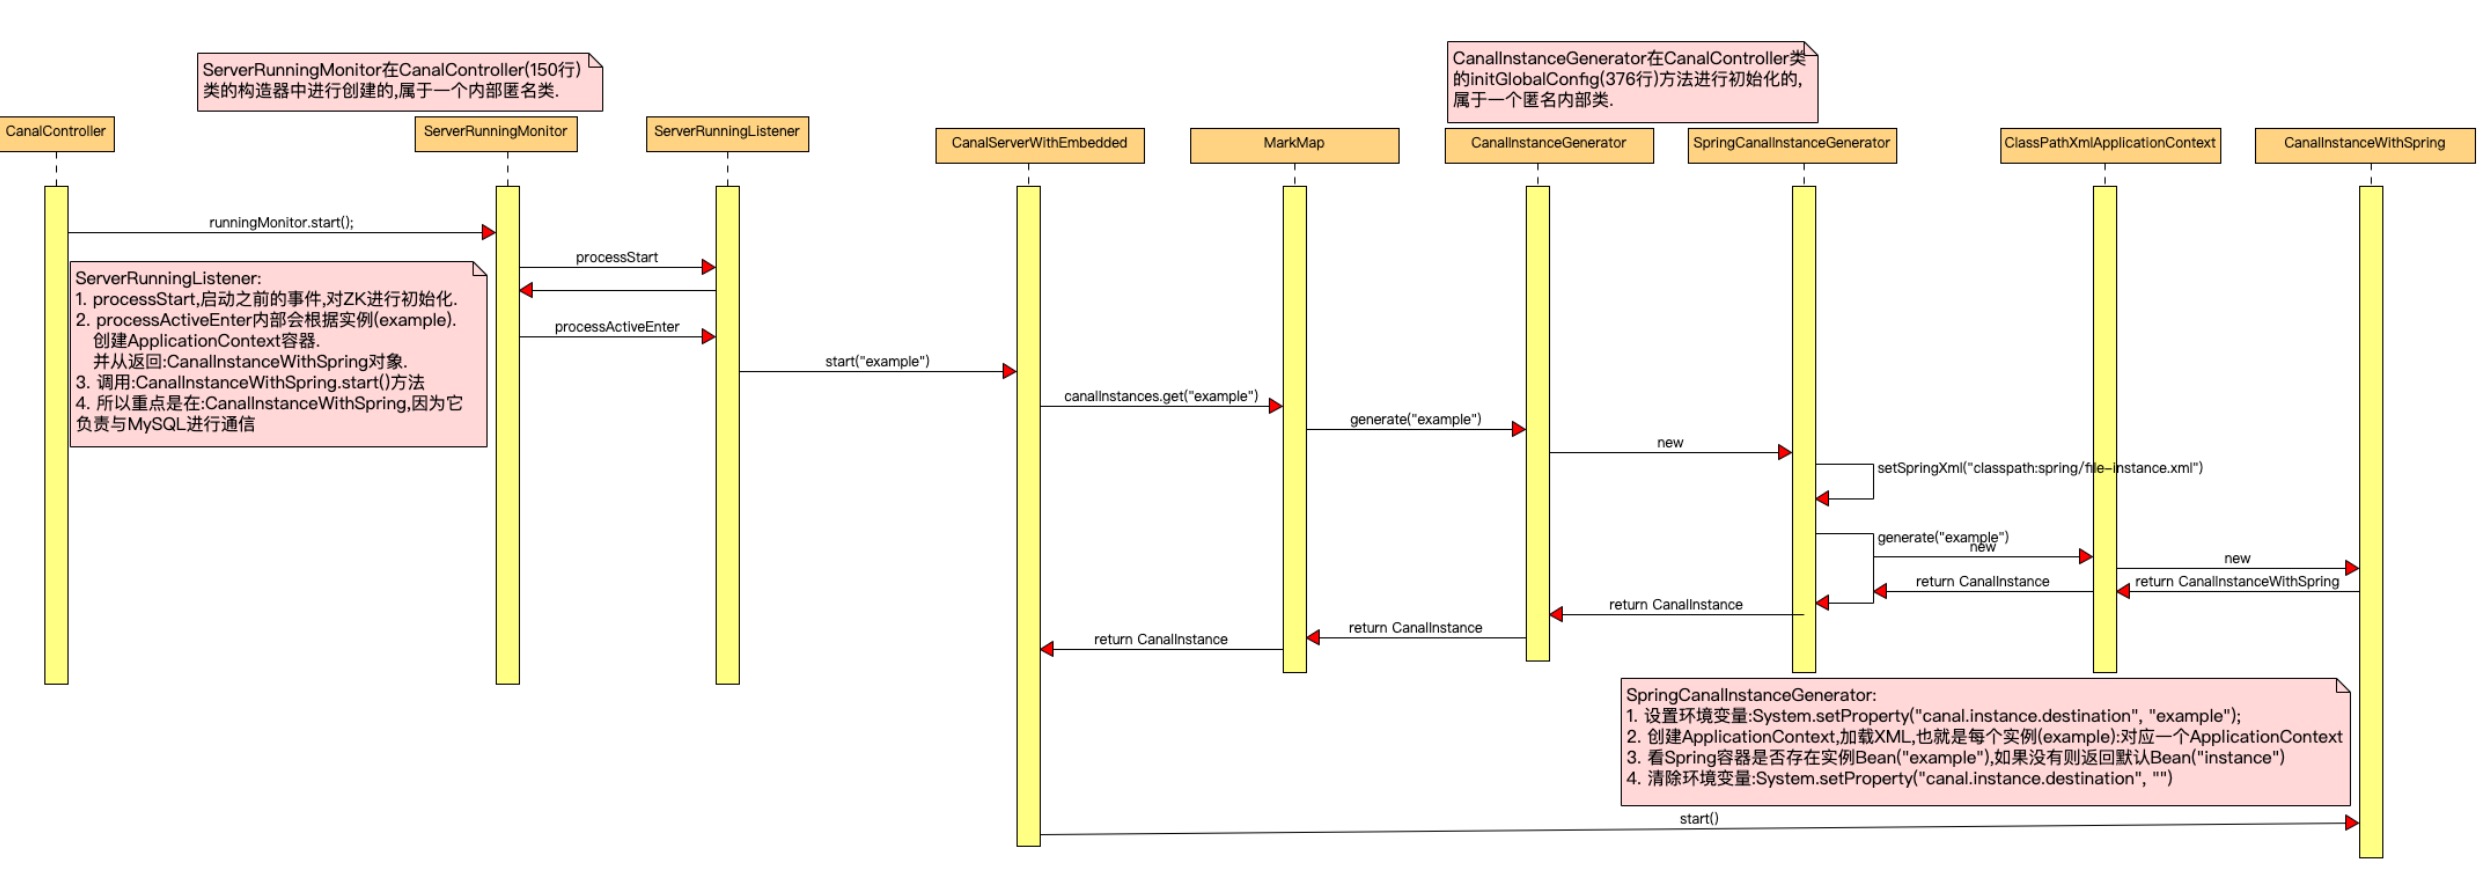 ServerRunningMonitor在CanalController(150行)
类的构造器中进行创建的,属于一个内部匿名类.
CanalInstanceGenerator在CanalController类
的initGlobalConfig(376行)方法进行初始化的,
属于一个匿名内部类.
CanalController
ServerRunningMonitor
ServerRunningListener
CanalServerWithEmbedded
MarkMap
CanalInstanceGenerator
SpringCanalInstanceGenerator
ClassPathXmlApplicationContext
CanalInstanceWithSpring
runningMonitor.start();
processStart
ServerRunningListener:
1. processStart,启动之前的事件,对ZK进行初始化.
2. processActiveEnter内部会根据实例(example).
创建ApplicationContext容器.
并从返回:CanalInstanceWithSpring对象.
3. 调用:CanalInstanceWithSpring.start()方法
4. 所以重点是在:CanalInstanceWithSpring,因为它
负责与MySQL进行通信
processActiveEnter
start("example")
canalInstances.get("example")
generate("example")
new
setSpringXml("classpath:spring/file-instance.xml")
generate("example")
new
new
return CanalInstanceWithSpring
return CanalInstance
return CanalInstance
return CanalInstance
return CanalInstance
SpringCanalInstanceGenerator:
1. 设置环境变量:System.setProperty("canal.instance.destination", "example");
2. 创建ApplicationContext,加载XML,也就是每个实例(example):对应一个ApplicationContext
3. 看Spring容器是否存在实例Bean("example"),如果没有则返回默认Bean("instance")
4. 清除环境变量:System.setProperty("canal.instance.destination", "")
start()